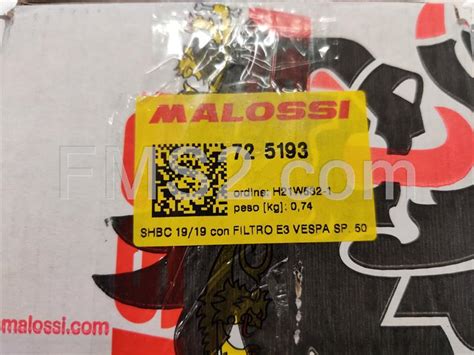 MALOSSI
72 5193
FMS2.com
ordine: H21W532-1
peso [kg]: 0,74
SHBC 19/19 con FILTRO E3 VESPA SP. 50
smalossi.com